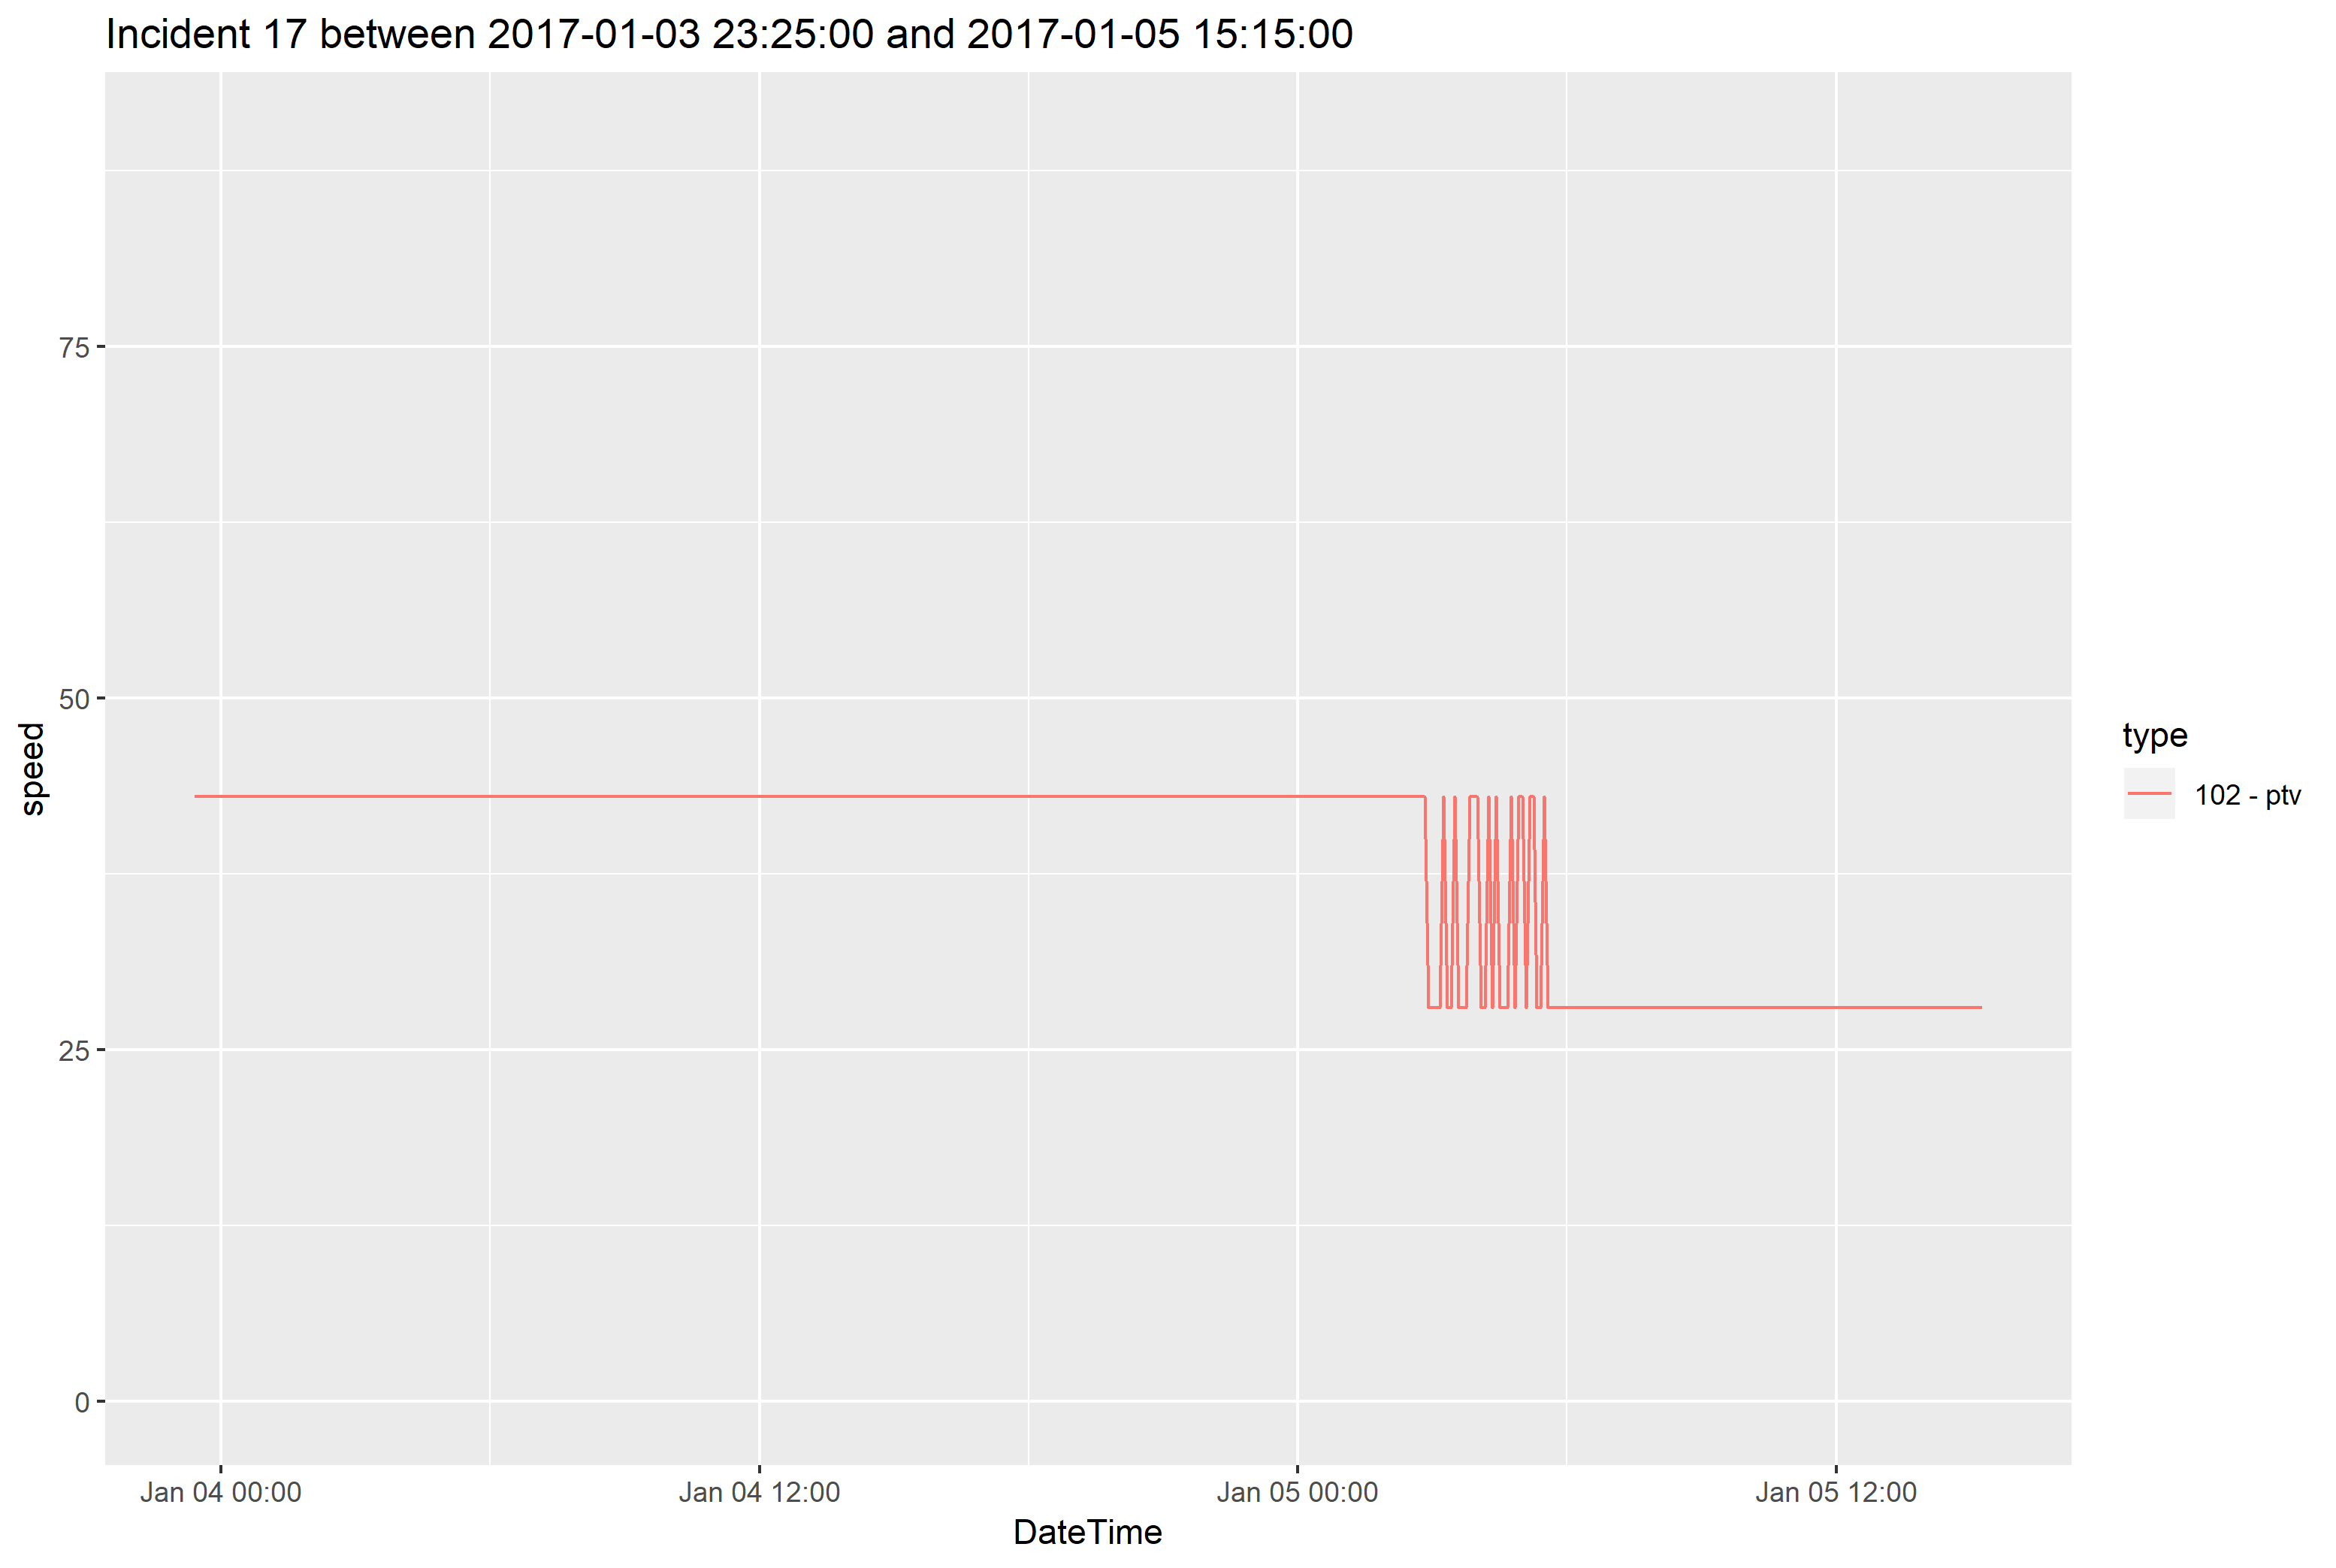 Incident 17 between 2017-01-03 23:25:00 and 2017-01-05 15:15:00
75
50
25
0
speed
Jan 04 00:00
Jan 04 12:00
Jan 05 00:00
Jan 05 12:00
DateTime
type
102 - ptv